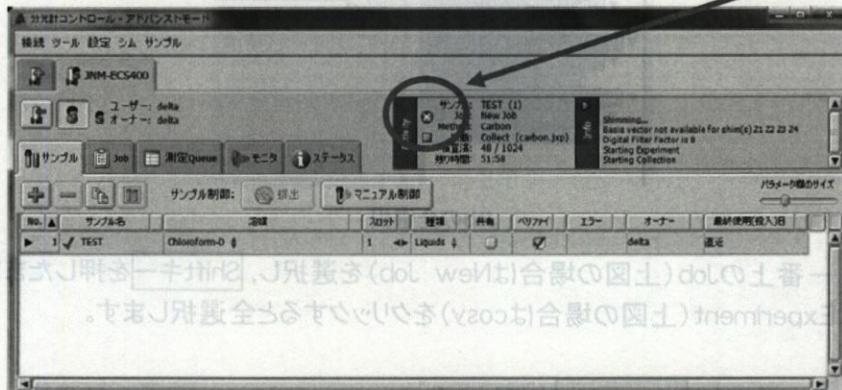 分光計コントロール - アドバンストモード
接続 ツール 設定 シム サンプル
JNM-ECS400
ユーザー: delta
オーナー: delta
サンプル: TEST (1)
Job: New Job
Method: Carbon
Collect [carbon.jxp]
積算済: 48 / 1024
残り時間: 51:58
Info
Shimming...
Basis vector not available for shim(s) Z1 Z2 Z3 Z4
Digital Filter Factor is 8
Starting Experiment
Starting Collection
サンプル Job 測定Queue モニタ ステータス
サンプル制御: 排出 マニュアル制御
パラメータ欄のサイズ
No. サンプル名 溶媒 スロット 種類 共有 ベリファイ エラー オーナー 最終使用(投入)日
1 TEST Chloroform-D 1 Liquids delta 直近
一番上のJob(上図の場合はNew Job)を選択し, Shiftキーを押したま
Experiment(上図の場合はcosy)をクリックすると全選択します。